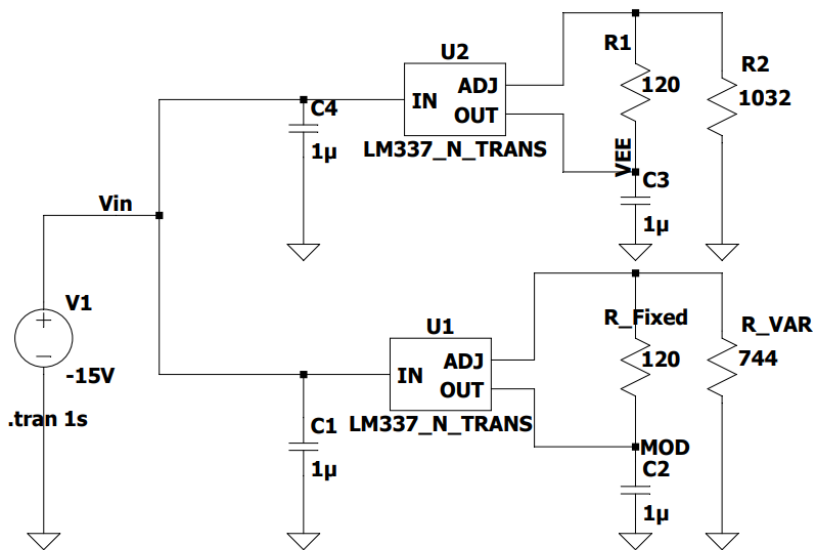 U2
ADJ
IN
OUT
LM337_N_TRANS
C4
1µ
R1
120
R2
1032
VEE
C3
1µ
Vin
V1
-15V
.tran 1s
U1
ADJ
IN
OUT
LM337_N_TRANS
C1
1µ
R_Fixed
120
R_VAR
744
MOD
C2
1µ